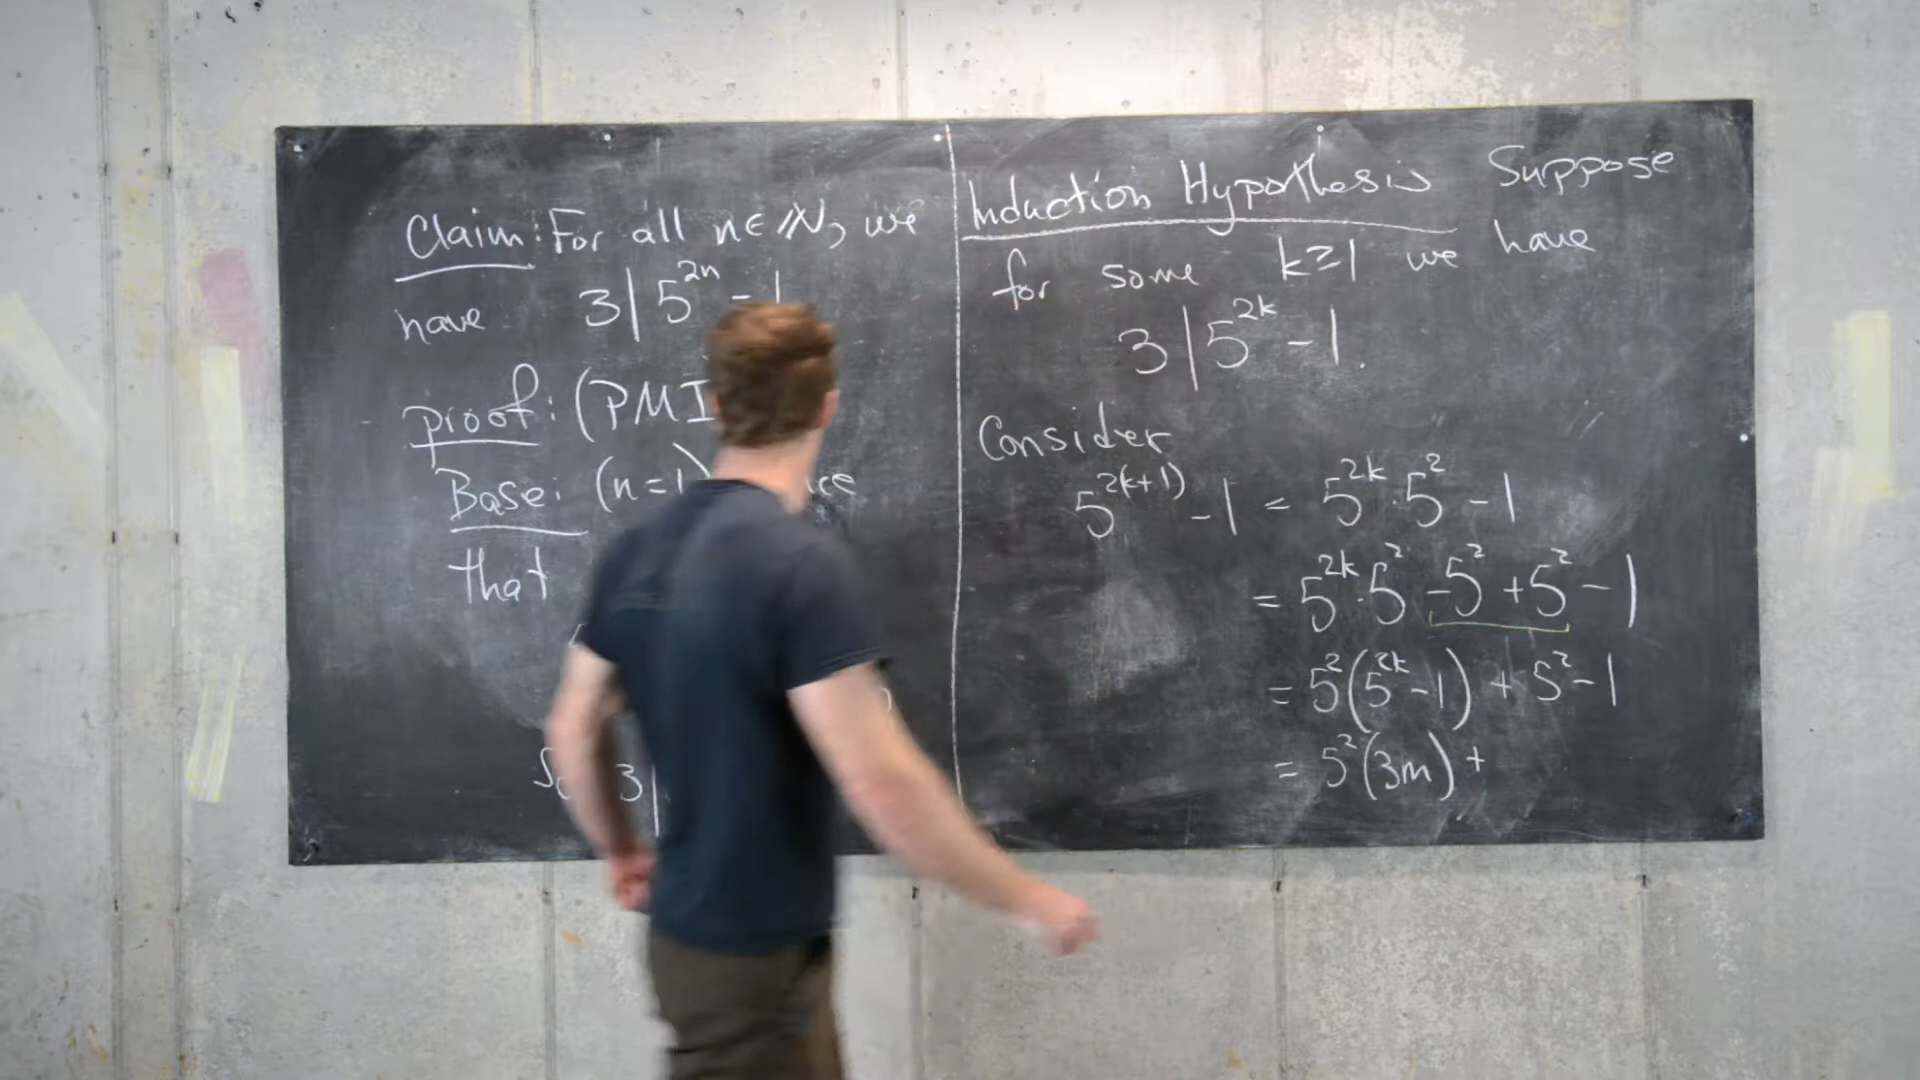 Claim: For all n∈ℕ, we
have 3 | 5^{2n} - 1
proof: (PMI
Base: (n=1)
that
So 3 |
Induction Hypothesis Suppose
for some k≥1 we have
3 | 5^{2k} - 1.
Consider
5^{2(k+1)} - 1 = 5^{2k}·5^2 - 1
= 5^{2k}·5^2 - 5^2 + 5^2 - 1
= 5^2(5^{2k} - 1) + 5^2 - 1
= 5^2(3m) +